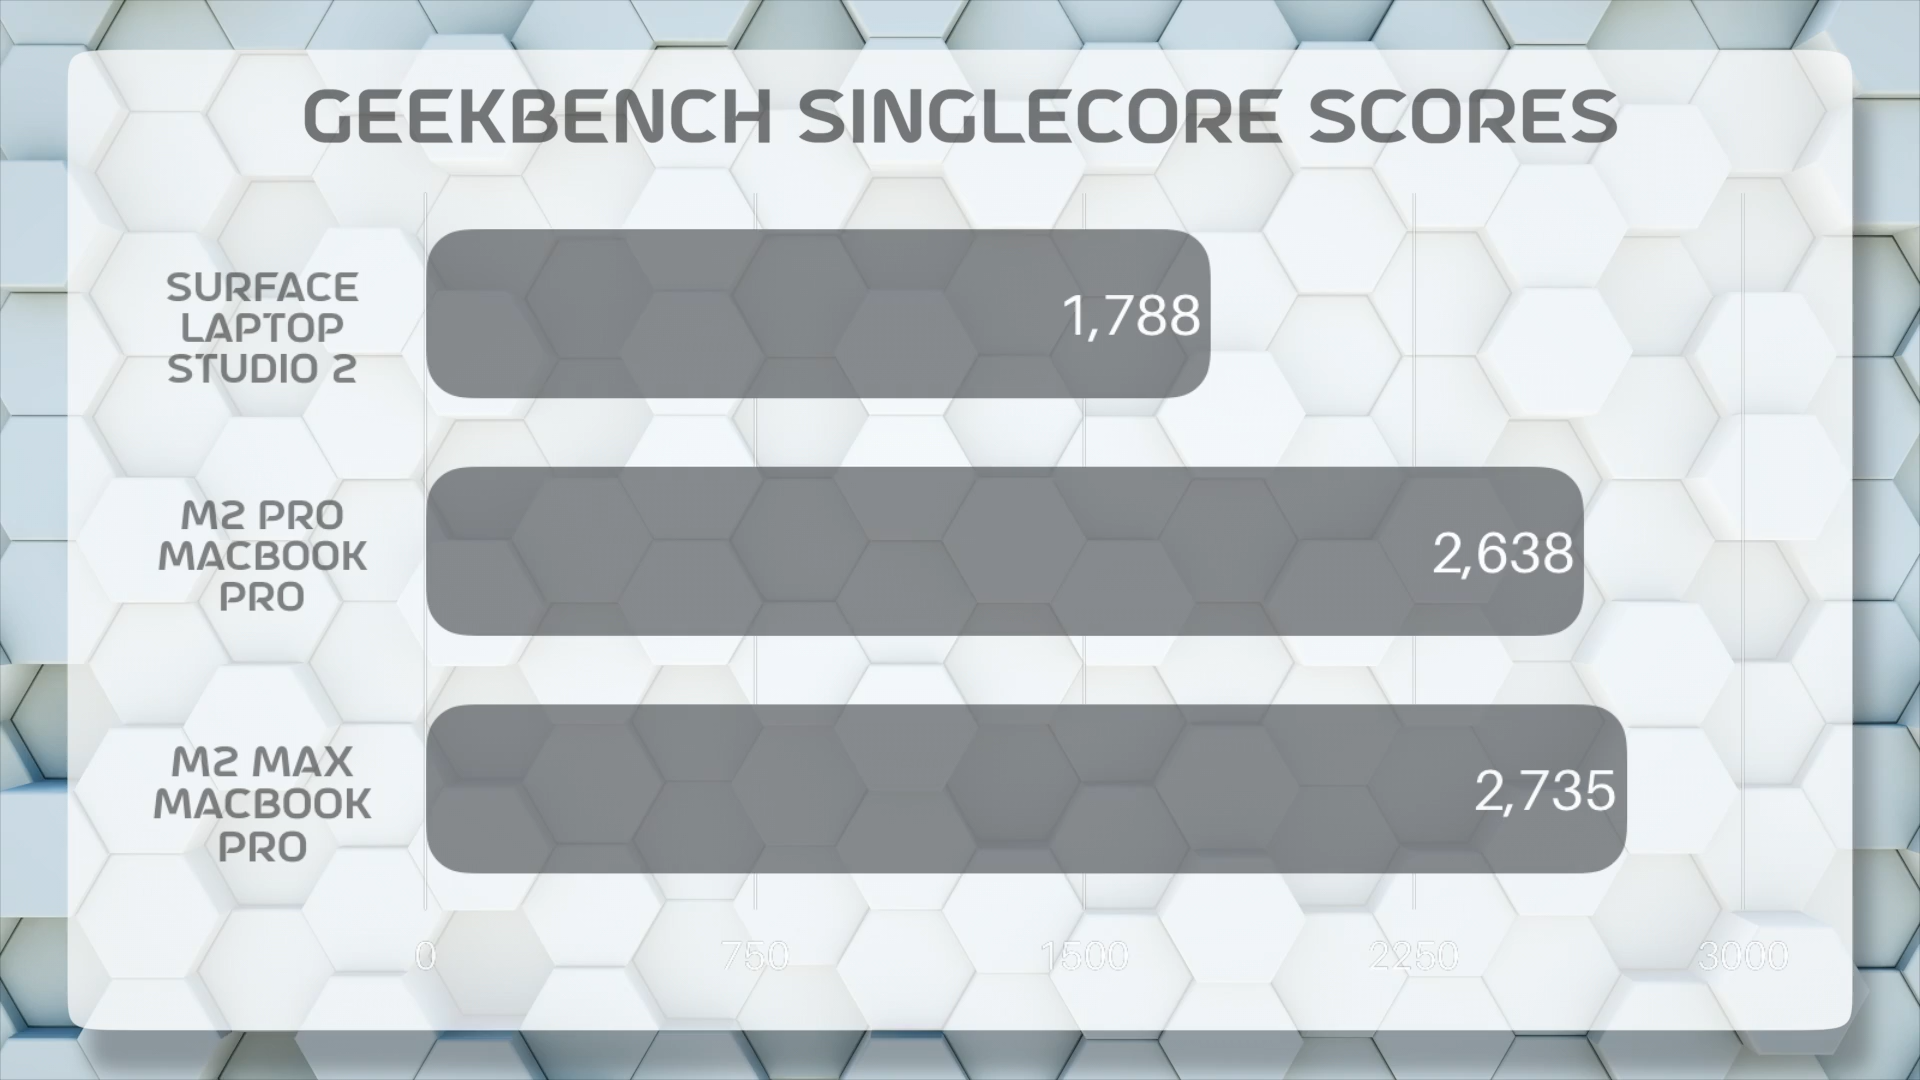 GEEKBENCH SINGLECORE SCORES
SURFACE
LAPTOP
STUDIO 2
1,788
M2 PRO
MACBOOK
PRO
2,638
M2 MAX
MACBOOK
PRO
2,735
0 750 1500 2250 3000